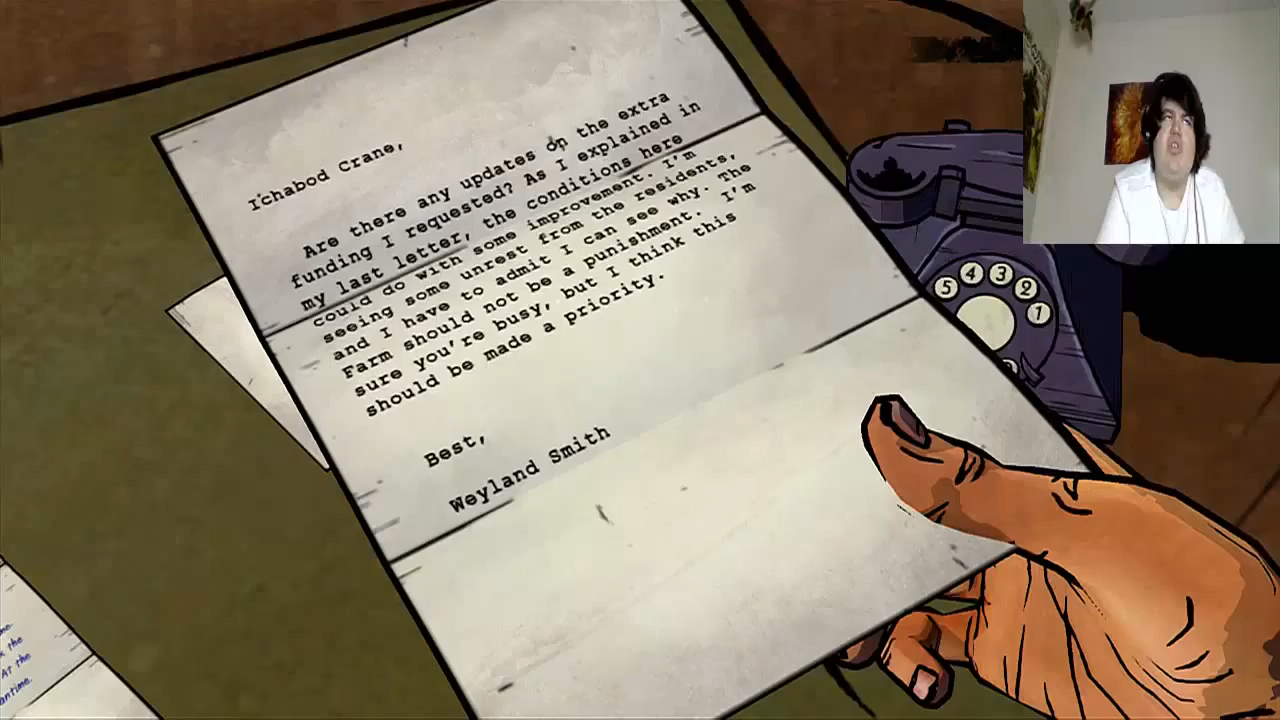 Ichabod Crane,
Are there any updates on the extra
funding I requested? As I explained in
my last letter, the conditions here
could do with some improvement. I'm
seeing some unrest from the residents,
and I have to admit I can see why. The
Farm should not be a punishment. I'm
sure you're busy, but I think this
should be made a priority.
Best,
Weyland Smith
5 4 3 2 1
the
At the